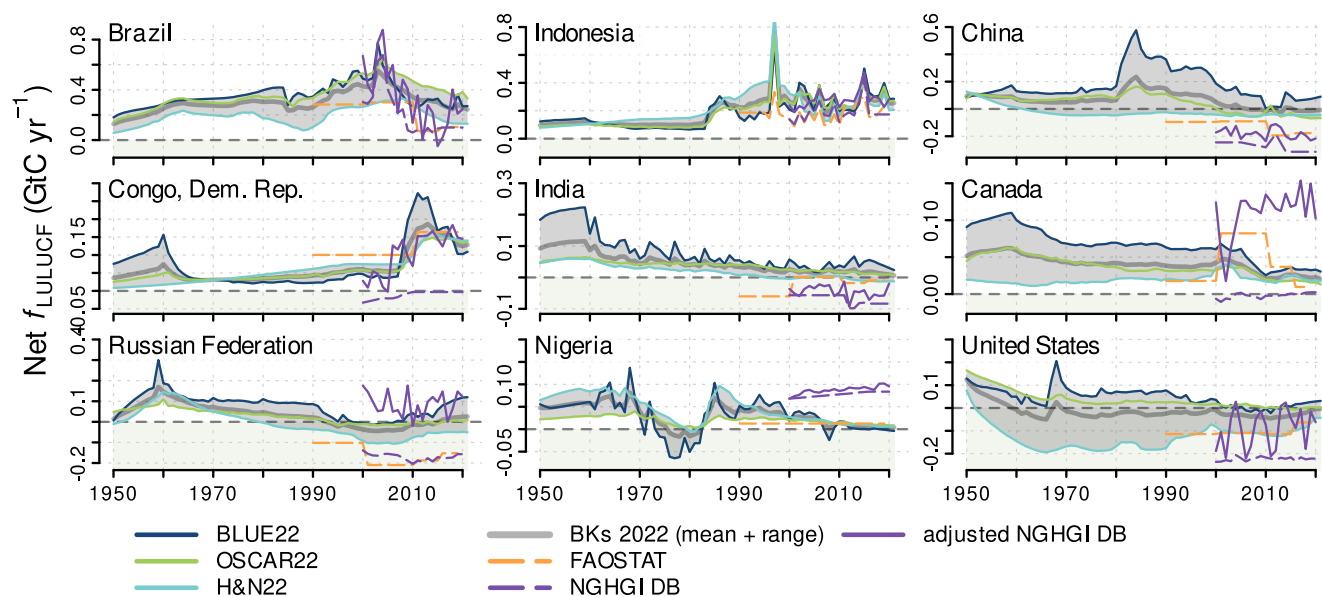 Net fLULUCF (GtC yr−1)
Brazil
0.0
0.4
0.8
Indonesia
0.0
0.4
0.8
China
-0.2
0.2
0.6
Congo, Dem. Rep.
.05
0.15
India
-0.1
0.1
0.3
Canada
0.00
0.10
Russian Federation
-0.2
0.1
0.40
Nigeria
-0.05
0.10
United States
-0.2
0.1
1950 1970 1990 2010
1950 1970 1990 2010
1950 1970 1990 2010
BLUE22
OSCAR22
H&N22
BKs 2022 (mean + range)
FAOSTAT
NGHGI DB
adjusted NGHGI DB